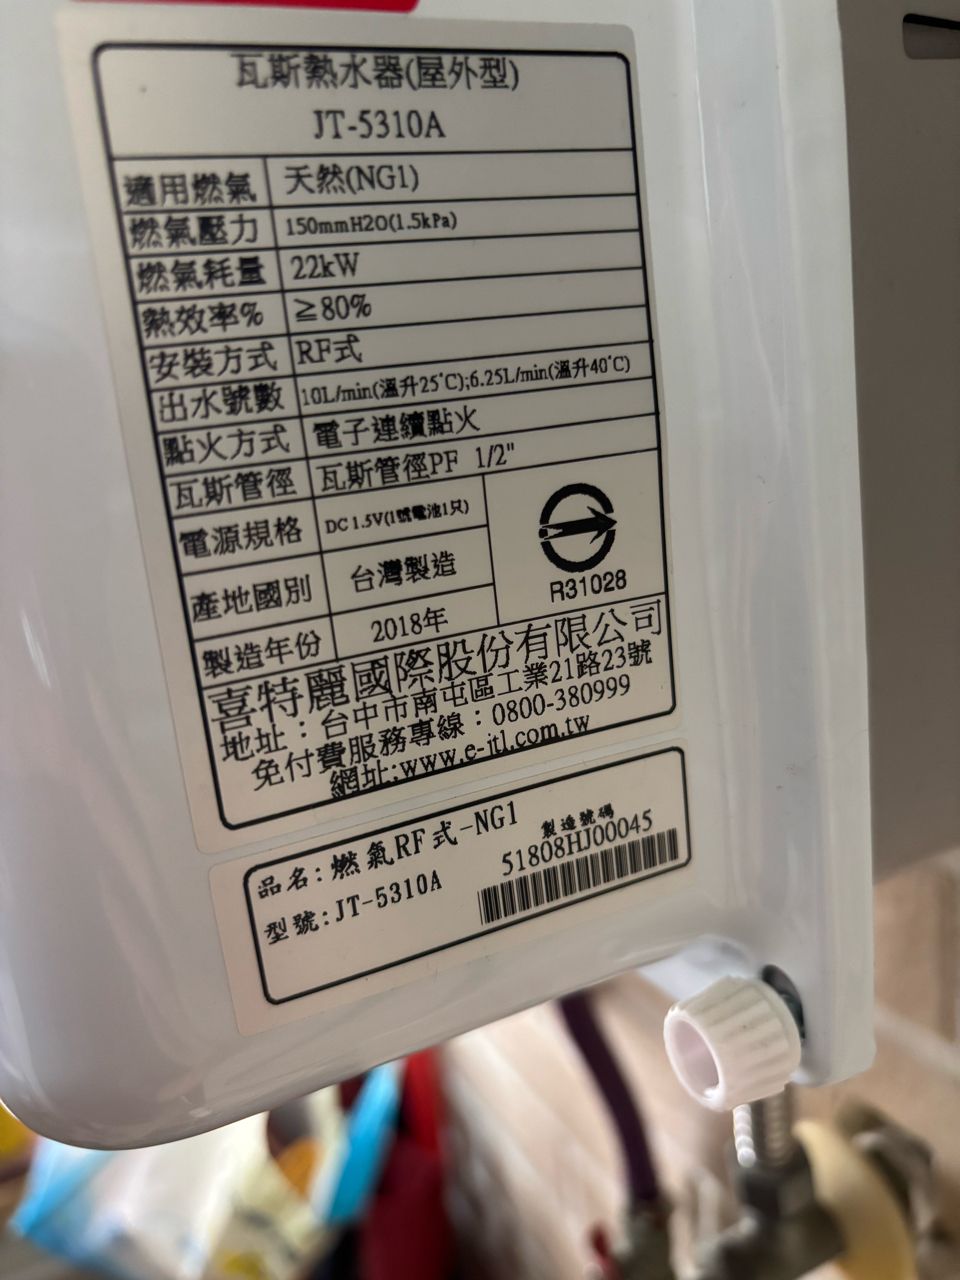 瓦斯熱水器(屋外型)
JT-5310A
適用燃氣 天然(NG1)
燃氣壓力 150mmH2O(1.5kPa)
燃氣耗量 22kW
熱效率% ≧80%
安裝方式 RF式
出水號數 10L/min(溫升25˚C);6.25L/min(溫升40˚C)
點火方式 電子連續點火
瓦斯管徑 瓦斯管徑PF 1/2"
電源規格 DC 1.5V(1號電池1只)
產地國別 台灣製造
R31028
製造年份 2018年
喜特麗國際股份有限公司
地址：台中市南屯區工業21路23號
免付費服務專線：0800-380999
網址:www.e-jtl.com.tw
品名:燃氣RF式-NG1
製造號碼
型號:JT-5310A
51808HJ00045